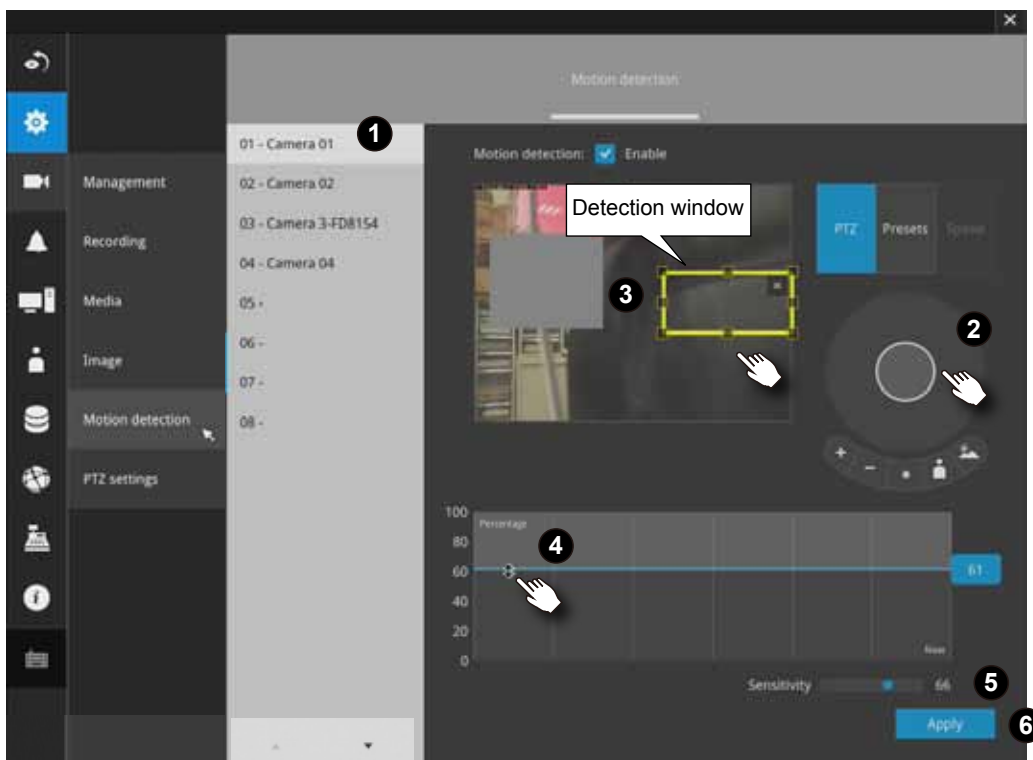 Motion detection
Management
Recording
Media
Image
Motion detection
PTZ settings
01 - Camera 01
02 - Camera 02
03 - Camera 3-FD8154
04 - Camera 04
05 -
06 -
07 -
08 -
1
Motion detection: Enable
Detection window
3
PTZ Presets Speed
2
+ -
100
80
60
40
20
0
Percentage
4
61
Now
Sensitivity 66
5
Apply
6